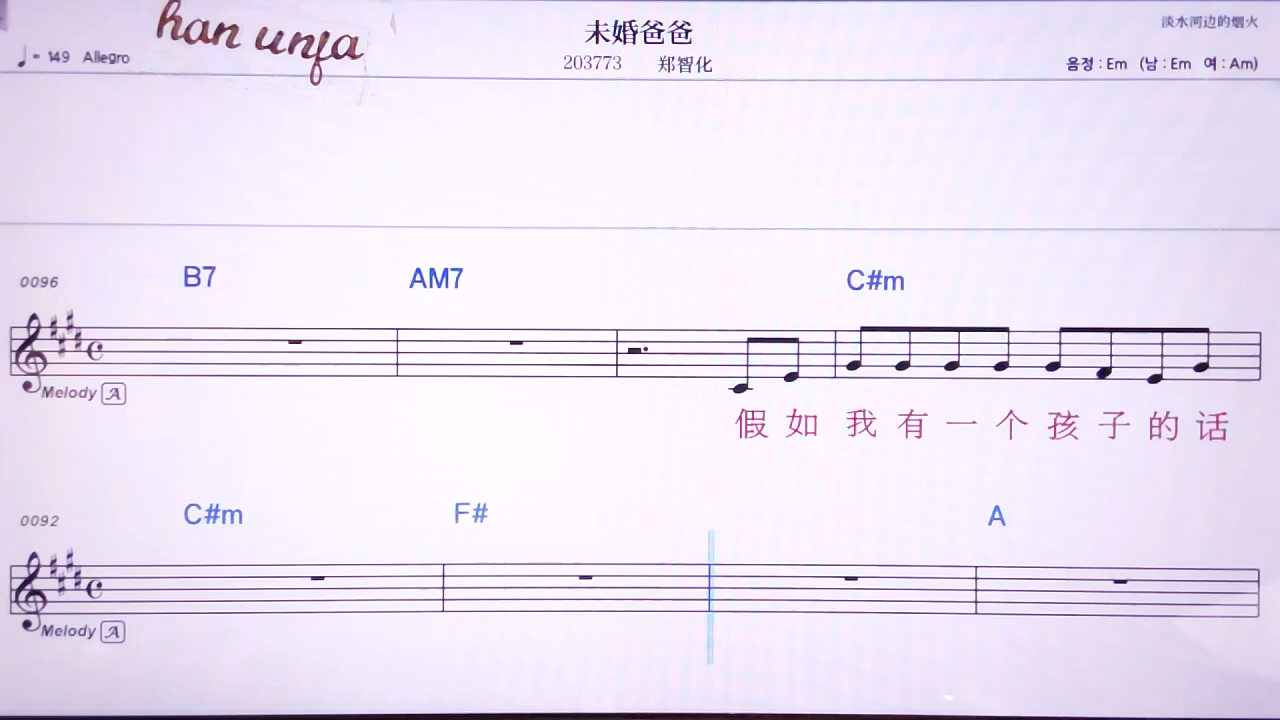 han unja
未婚爸爸
淡水河边的烟火
♩= 149 Allegro
203773 郑智化
음정 : Em (남 : Em 여 : Am)
0096 B7 AM7 C#m
Melody A
假如我有一个孩子的话
0092 C#m F# A
Melody A